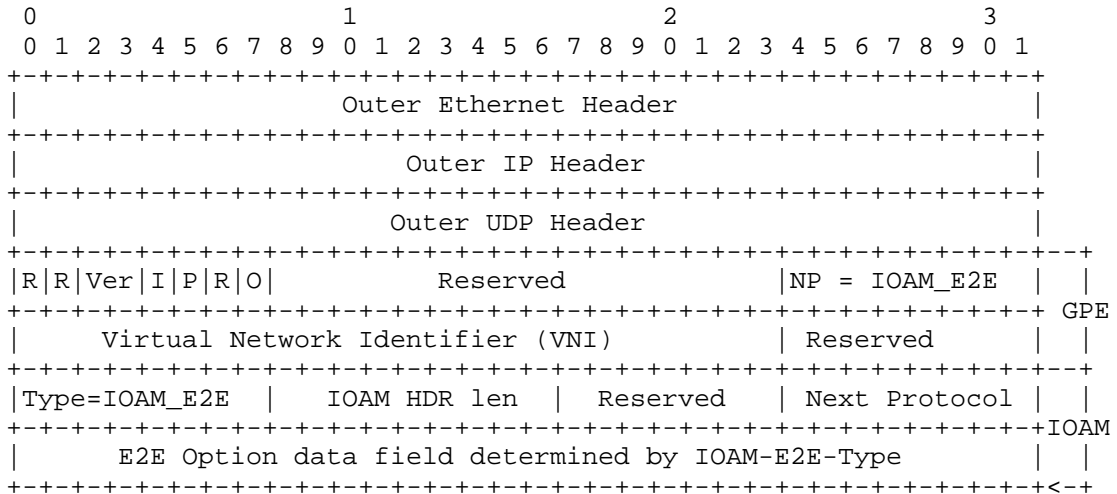 0                   1                   2                   3
 0 1 2 3 4 5 6 7 8 9 0 1 2 3 4 5 6 7 8 9 0 1 2 3 4 5 6 7 8 9 0 1
+-+-+-+-+-+-+-+-+-+-+-+-+-+-+-+-+-+-+-+-+-+-+-+-+-+-+-+-+-+-+-+-+
|                    Outer Ethernet Header                      |
+-+-+-+-+-+-+-+-+-+-+-+-+-+-+-+-+-+-+-+-+-+-+-+-+-+-+-+-+-+-+-+-+
|                        Outer IP Header                        |
+-+-+-+-+-+-+-+-+-+-+-+-+-+-+-+-+-+-+-+-+-+-+-+-+-+-+-+-+-+-+-+-+
|                       Outer UDP Header                        |
+-+-+-+-+-+-+-+-+-+-+-+-+-+-+-+-+-+-+-+-+-+-+-+-+-+-+-+-+-+-+-+-+--+
|R|R|Ver|I|P|R|O|          Reserved             |NP = IOAM_E2E  |  |
+-+-+-+-+-+-+-+-+-+-+-+-+-+-+-+-+-+-+-+-+-+-+-+-+-+-+-+-+-+-+-+-+ GPE
|     Virtual Network Identifier (VNI)          | Reserved      |  |
+-+-+-+-+-+-+-+-+-+-+-+-+-+-+-+-+-+-+-+-+-+-+-+-+-+-+-+-+-+-+-+-+--+
|Type=IOAM_E2E  |   IOAM HDR len  |  Reserved   | Next Protocol |  |
+-+-+-+-+-+-+-+-+-+-+-+-+-+-+-+-+-+-+-+-+-+-+-+-+-+-+-+-+-+-+-+-+IOAM
|      E2E Option data field determined by IOAM-E2E-Type        |  |
+-+-+-+-+-+-+-+-+-+-+-+-+-+-+-+-+-+-+-+-+-+-+-+-+-+-+-+-+-+-+-+-+<-+